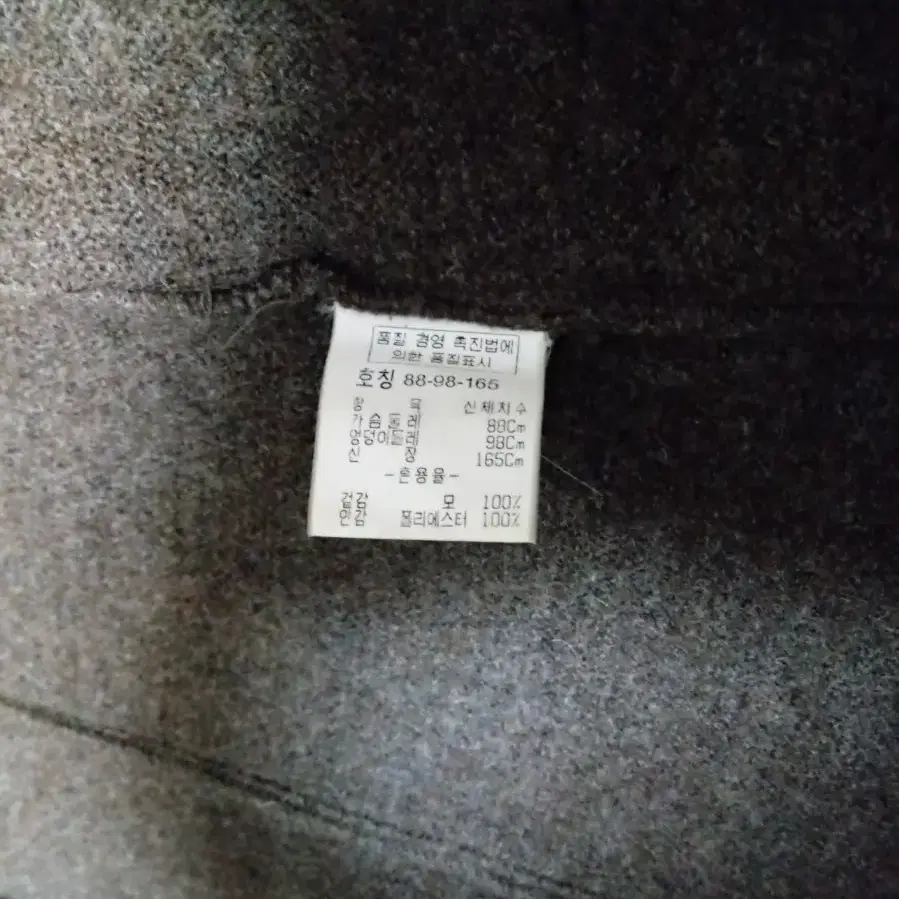 품질 경영 촉진법에
의한 품질표시
호칭 88-98-165
항 목 신체치수
가슴둘레 88Cm
엉덩이둘레 98Cm
신 장 165Cm
-혼용율-
겉감 모 100%
안감 폴리에스터 100%